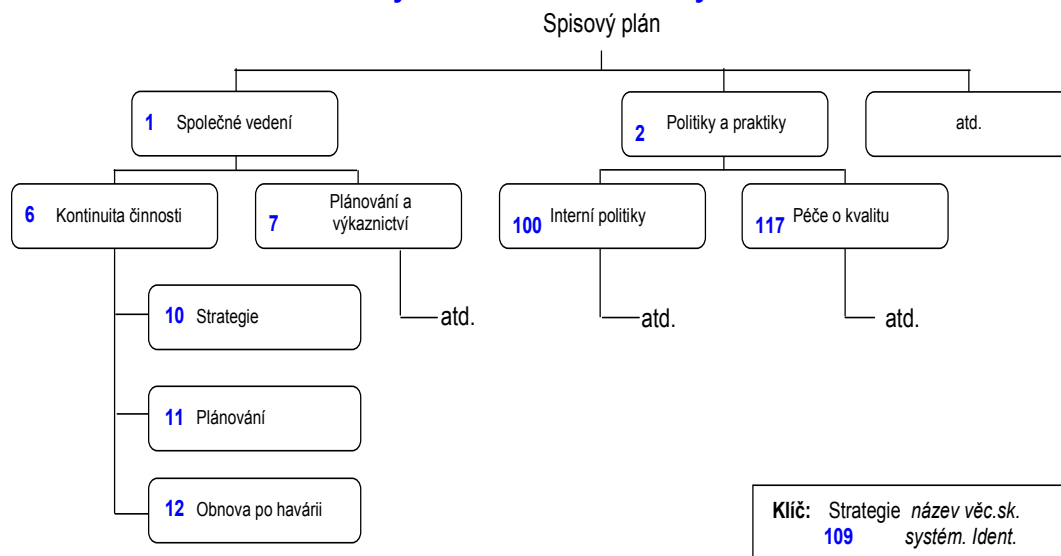 Spisový plán
1 Společné vedení
2 Politiky a praktiky
atd.
6 Kontinuita činnosti
7 Plánování a
výkaznictví
100 Interní politiky
117 Péče o kvalitu
10 Strategie
atd.
atd.
atd.
11 Plánování
12 Obnova po havárii
Klíč: Strategie název věc.sk.
109 systém. Ident.